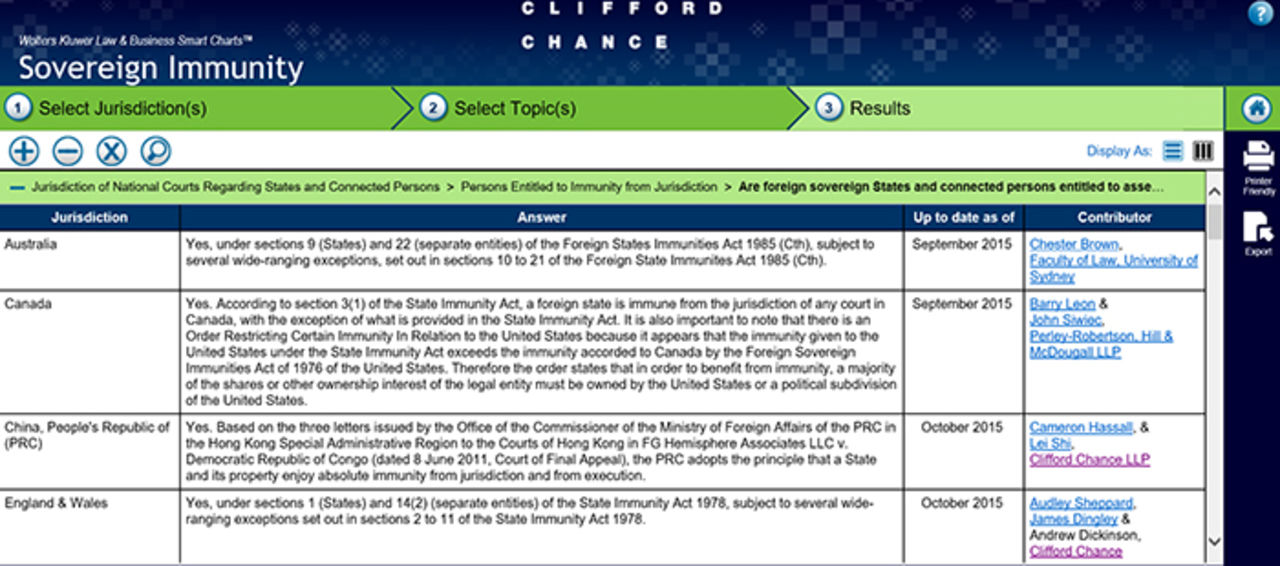 CLIFFORD
CHANCE
?
Wolters Kluwer Law & Business Smart Charts™
Sovereign Immunity
1 Select Jurisdiction(s)
2 Select Topic(s)
3 Results
Display As:
Printer
Friendly
Export
Jurisdiction of National Courts Regarding States and Connected Persons > Persons Entitled to Immunity from Jurisdiction > Are foreign sovereign States and connected persons entitled to asse...
Jurisdiction
Answer
Up to date as of
Contributor
Australia
Yes, under sections 9 (States) and 22 (separate entities) of the Foreign States Immunities Act 1985 (Cth), subject to
several wide-ranging exceptions, set out in sections 10 to 21 of the Foreign State Immunites Act 1985 (Cth).
September 2015
Chester Brown,
Faculty of Law, University of
Sydney
Canada
Yes. According to section 3(1) of the State Immunity Act, a foreign state is immune from the jurisdiction of any court in
Canada, with the exception of what is provided in the State Immunity Act. It is also important to note that there is an
Order Restricting Certain Immunity In Relation to the United States because it appears that the immunity given to the
United States under the State Immunity Act exceeds the immunity accorded to Canada by the Foreign Sovereign
Immunities Act of 1976 of the United States. Therefore the order states that in order to benefit from immunity, a majority
of the shares or other ownership interest of the legal entity must be owned by the United States or a political subdivision
of the United States.
September 2015
Barry Leon &
John Siwiec,
Perley-Robertson, Hill &
McDougall LLP
China, People's Republic of
(PRC)
Yes. Based on the three letters issued by the Office of the Commissioner of the Ministry of Foreign Affairs of the PRC in
the Hong Kong Special Administrative Region to the Courts of Hong Kong in FG Hemisphere Associates LLC v.
Democratic Republic of Congo (dated 8 June 2011, Court of Final Appeal), the PRC adopts the principle that a State
and its property enjoy absolute immunity from jurisdiction and from execution.
October 2015
Cameron Hassall, &
Lei Shi,
Clifford Chance LLP
England & Wales
Yes, under sections 1 (States) and 14(2) (separate entities) of the State Immunity Act 1978, subject to several wide-
ranging exceptions set out in sections 2 to 11 of the State Immunity Act 1978.
October 2015
Audley Sheppard,
James Dingley &
Andrew Dickinson,
Clifford Chance